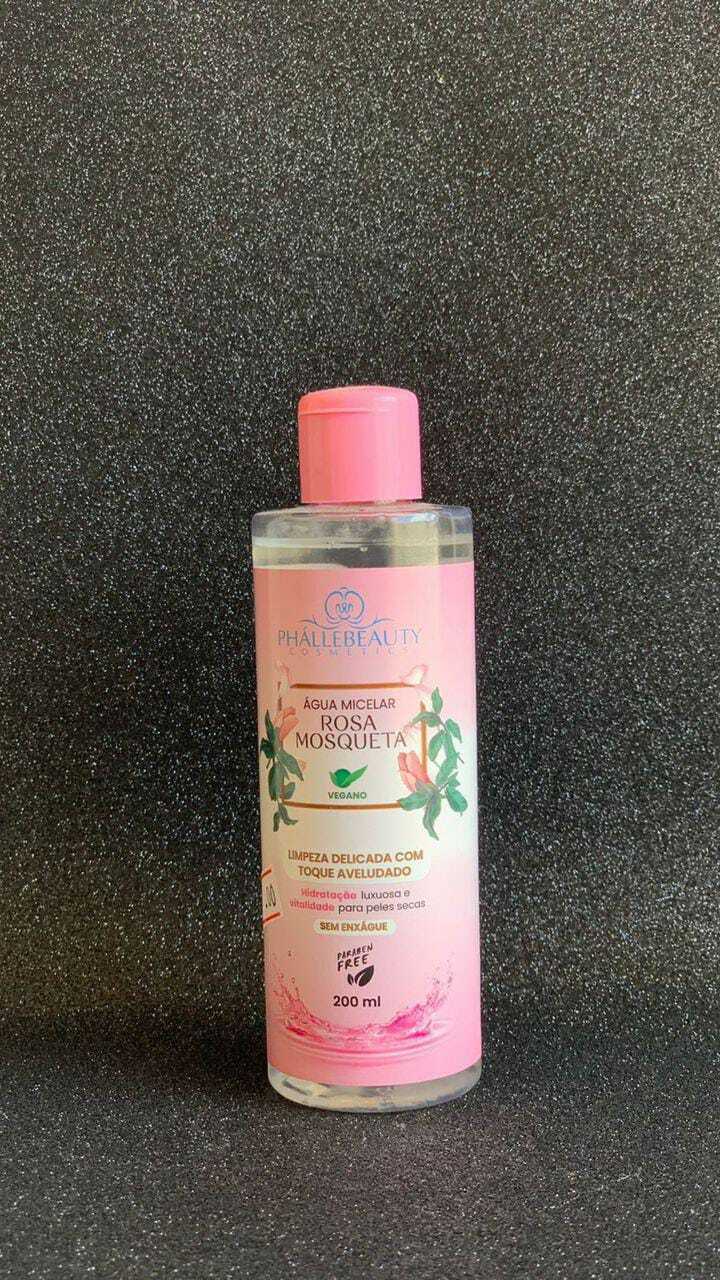 PHÁLLEBEAUTY
COSMETICS
ÁGUA MICELAR
ROSA
MOSQUETA
VEGANO
LIMPEZA DELICADA COM
TOQUE AVELUDADO
Hidratação luxuosa e
vitalidade para peles secas
SEM ENXÁGUE
PARABEN
FREE
200 ml
.00